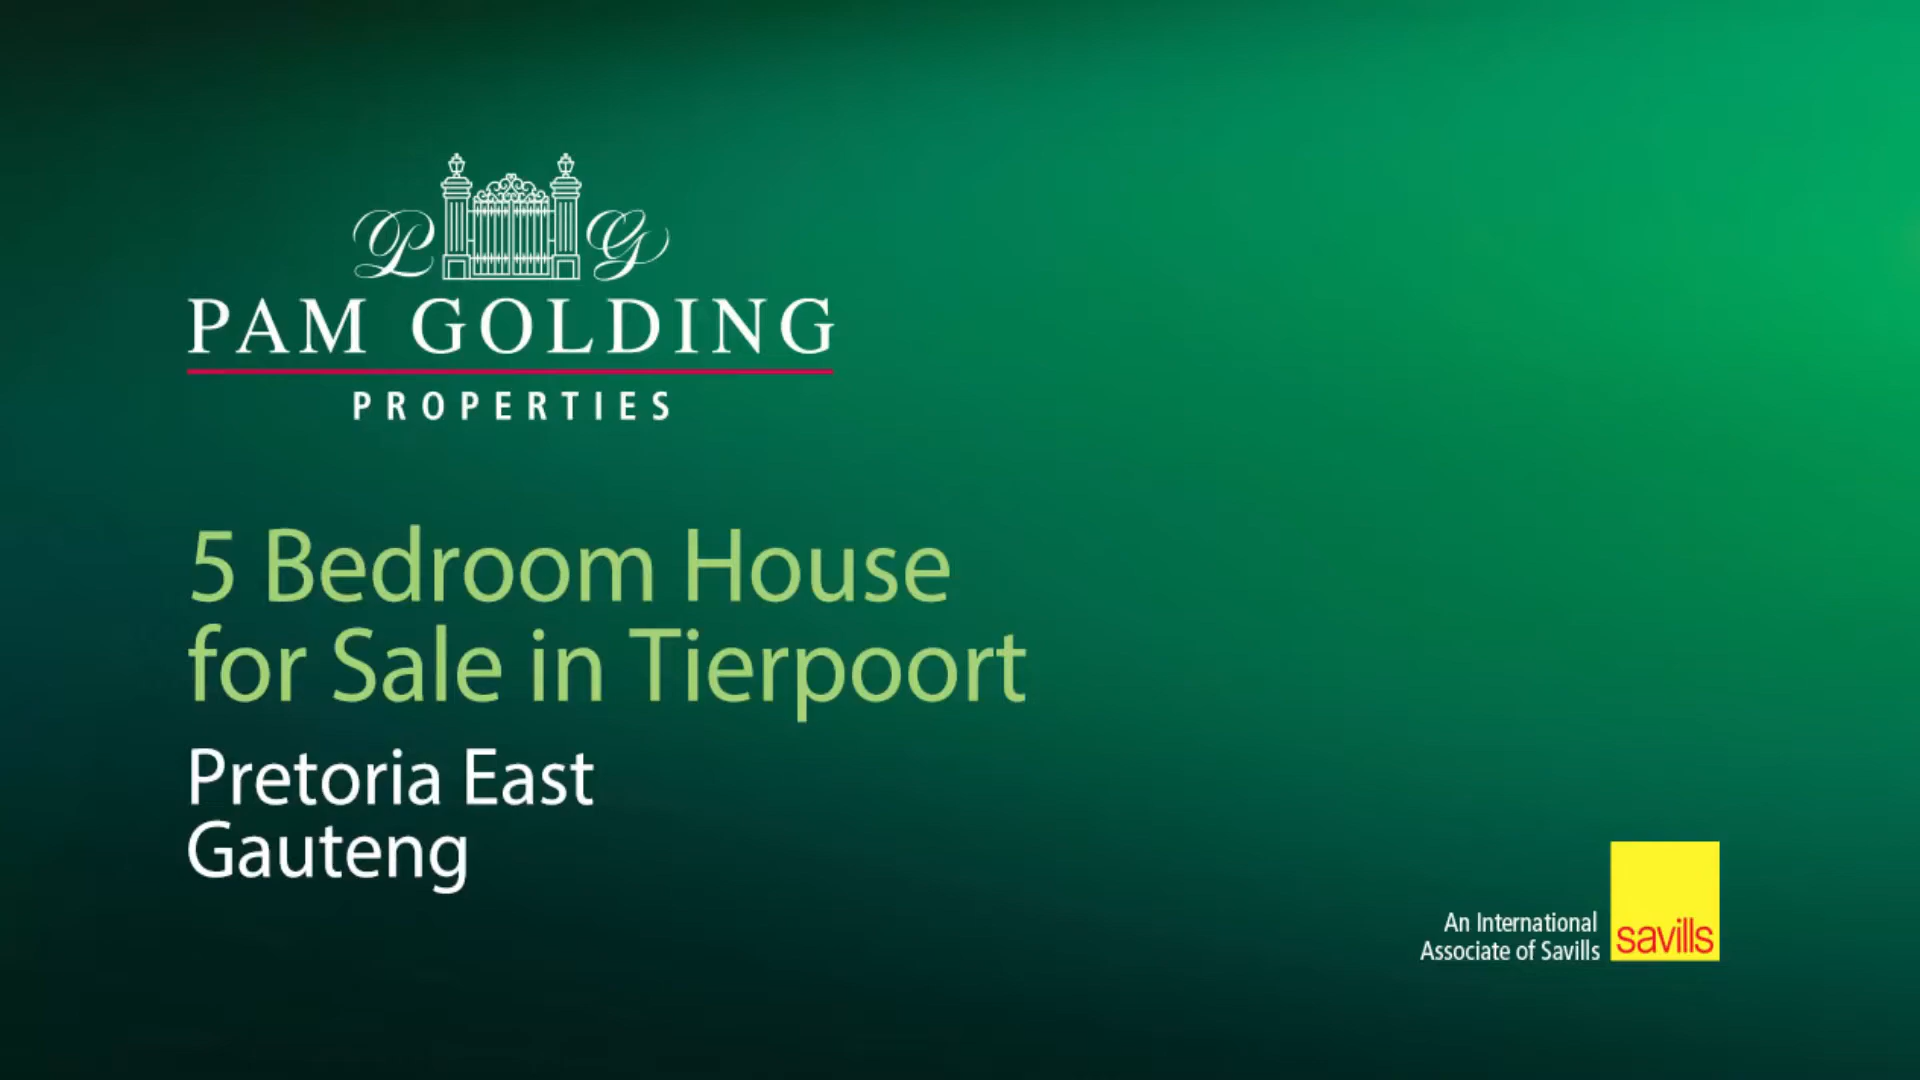 P G
PAM GOLDING
PROPERTIES
5 Bedroom House
for Sale in Tierpoort
Pretoria East
Gauteng
An International
Associate of Savills
savills